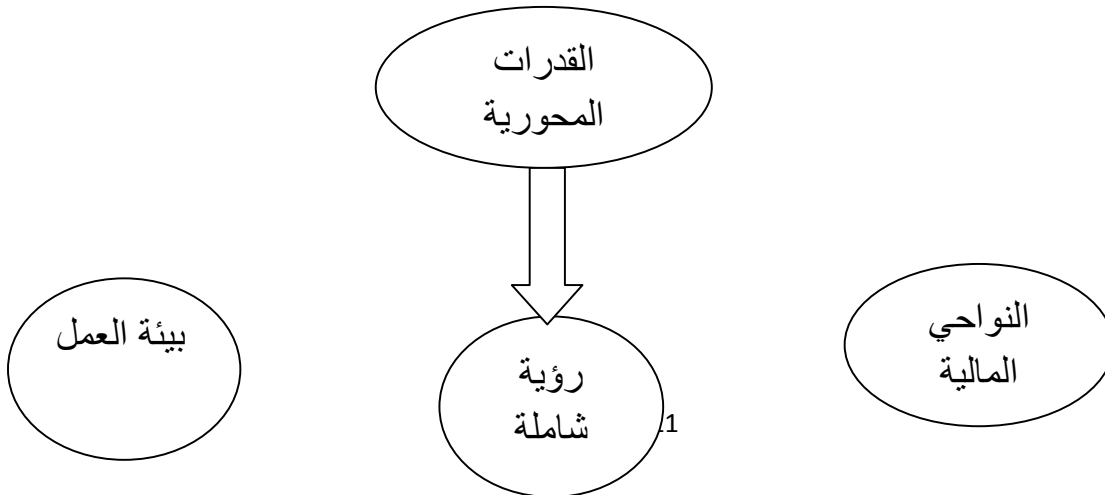 القدرات
المحورية
النواحي
المالية
بيئة العمل
رؤية
شاملة